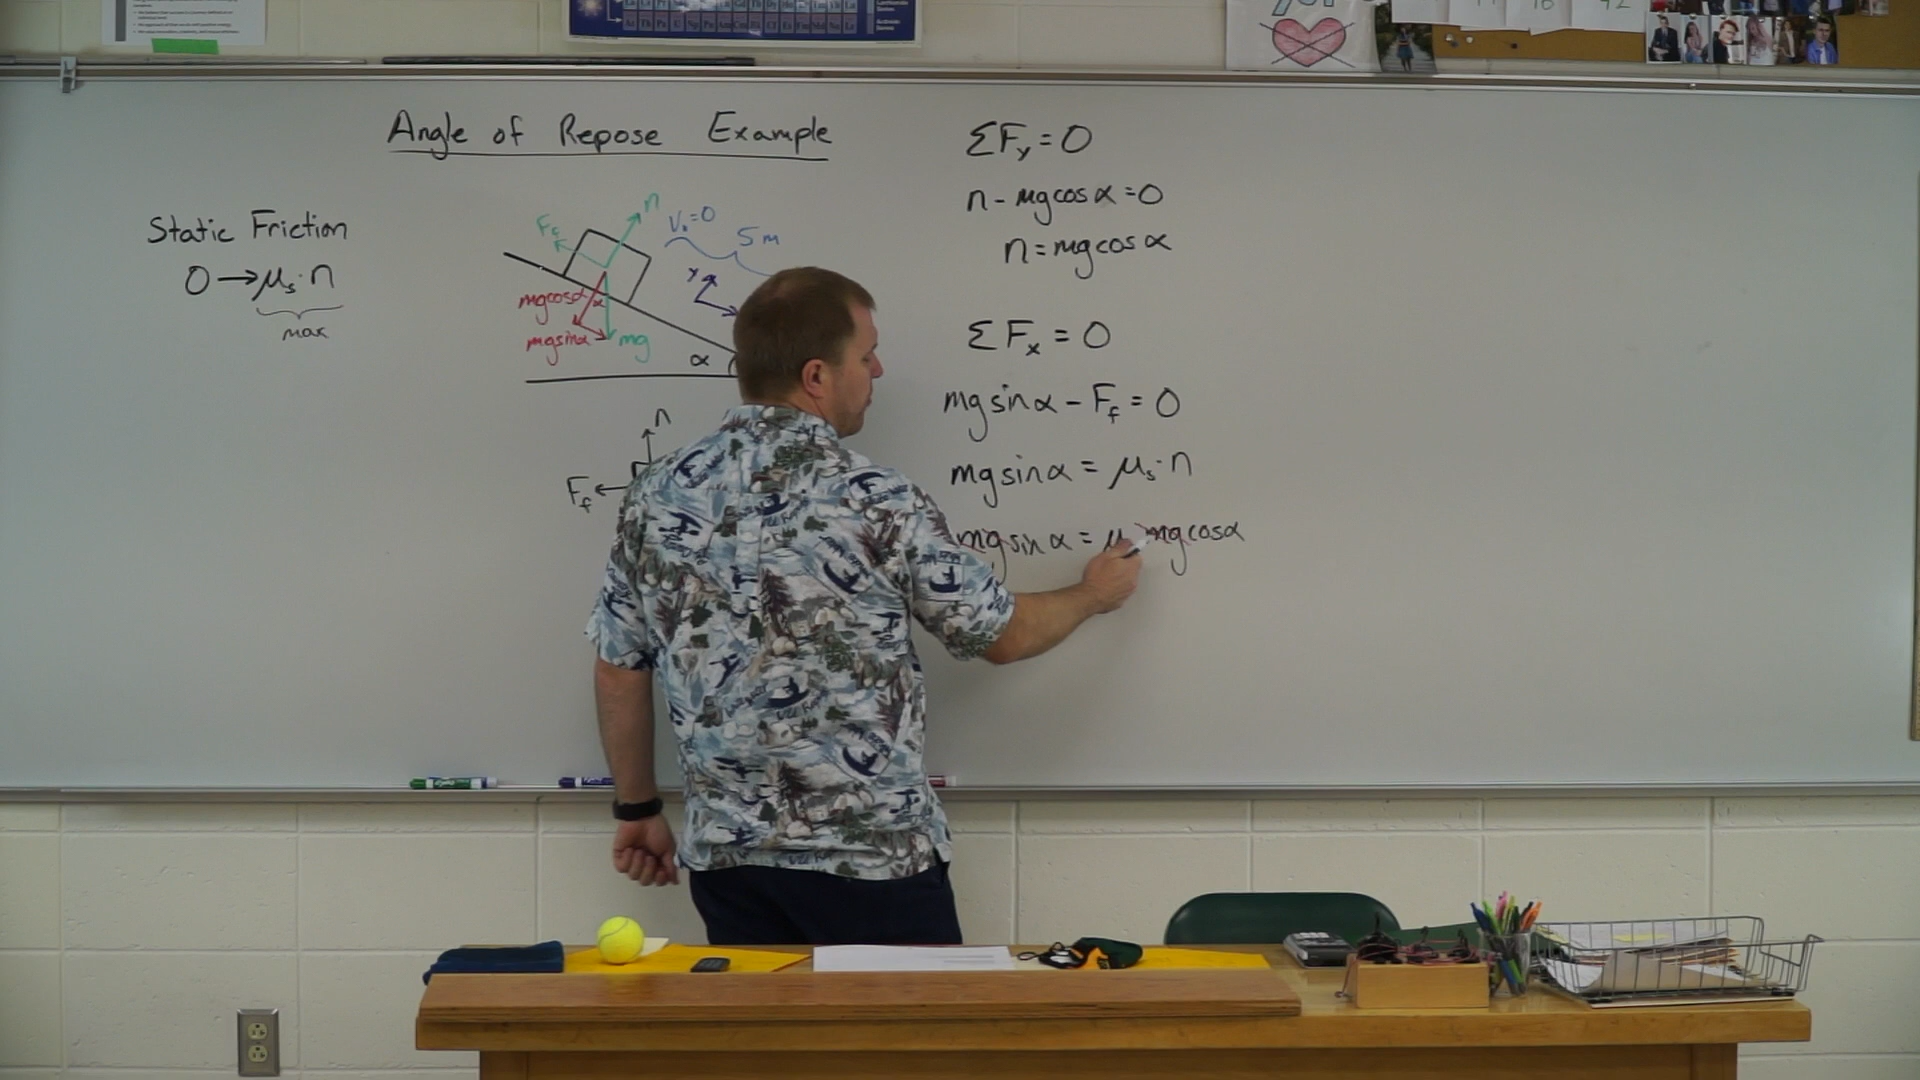 Angle of Repose Example
Static Friction
0 → μs · n
max
Ff
n
V₀=0
5m
y
mgcosα
α
mgsinα
mg
α
n
Ff
ΣFy = 0
n - mgcosα = 0
n = mgcosα
ΣFx = 0
mgsinα - Ff = 0
mgsinα = μs · n
mgsinα = μ mgcosα